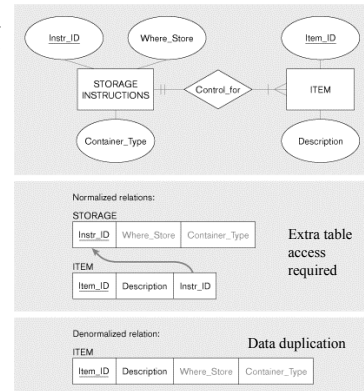 Instr_ID
Where_Store
Item_ID
STORAGE
INSTRUCTIONS
Control_for
ITEM
Container_Type
Description
Normalized relations:
STORAGE
Instr_ID Where_Store Container_Type
ITEM
Item_ID Description Instr_ID
Extra table
access
required
Denormalized relation:
Data duplication
ITEM
Item_ID Description Where_Store Container_Type